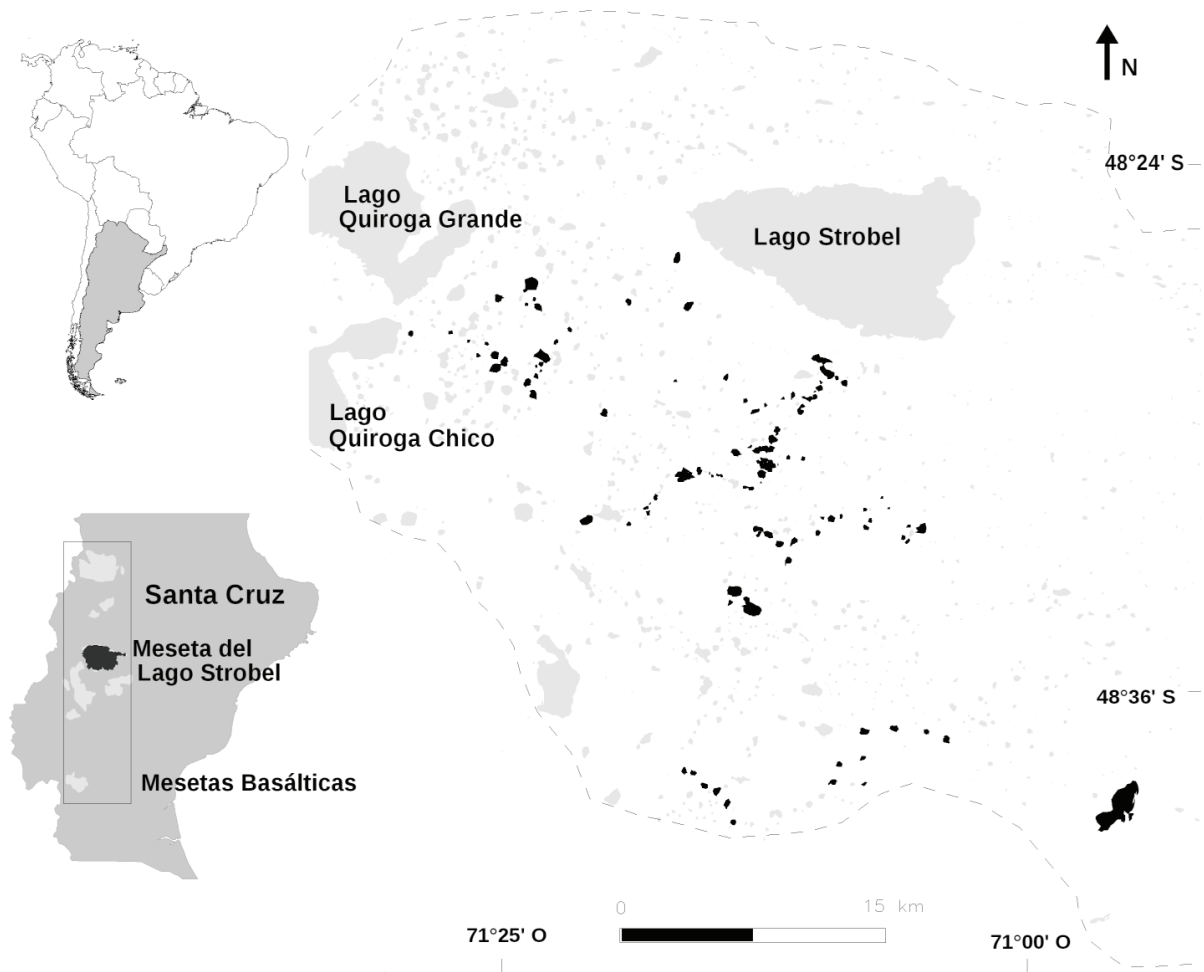 N
48°24' S
Lago
Quiroga Grande
Lago Strobel
Lago
Quiroga Chico
Santa Cruz
Meseta del
Lago Strobel
48°36' S
Mesetas Basálticas
0 15 km
71°25' O
71°00' O